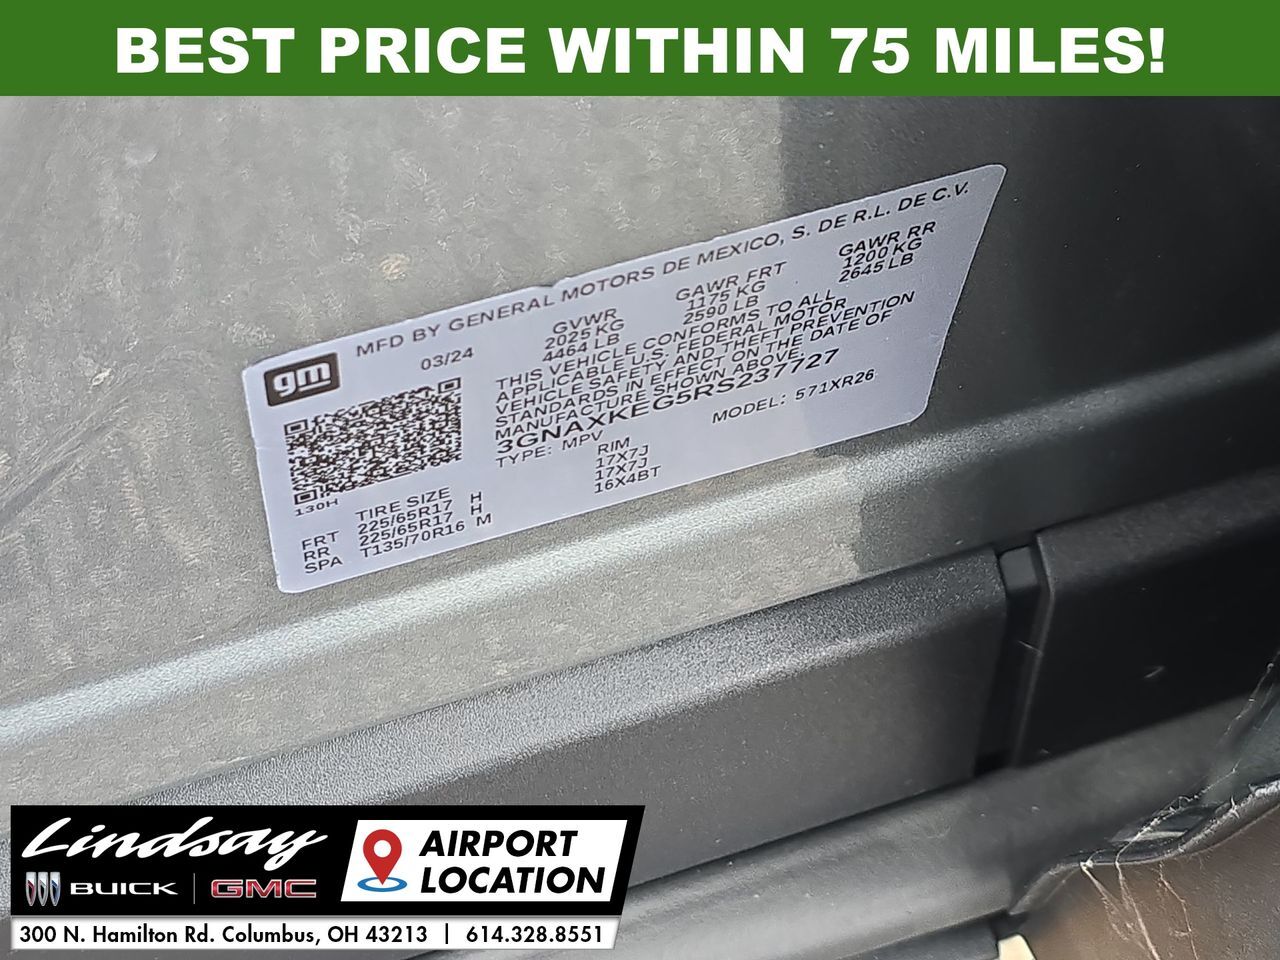 BEST PRICE WITHIN 75 MILES!
gm
MFD BY GENERAL MOTORS DE MEXICO, S. DE R.L. DE C.V.
03/24
GVWR GAWR FRT GAWR RR
2025 KG 1175 KG 1200 KG
4464 LB 2590 LB 2645 LB
THIS VEHICLE CONFORMS TO ALL
APPLICABLE U.S. FEDERAL MOTOR
VEHICLE SAFETY AND THEFT PREVENTION
STANDARDS IN EFFECT ON THE DATE OF
MANUFACTURE SHOWN ABOVE.
3GNAXKEG5RS237727
TYPE: MPV MODEL: 571XR26
130H
TIRE SIZE RIM
FRT 225/65R17 H 17X7J
RR 225/65R17 H 17X7J
SPA T135/70R16 M 16X4BT
Lindsay
BUICK | GMC
AIRPORT
LOCATION
300 N. Hamilton Rd. Columbus, OH 43213 | 614.328.8551